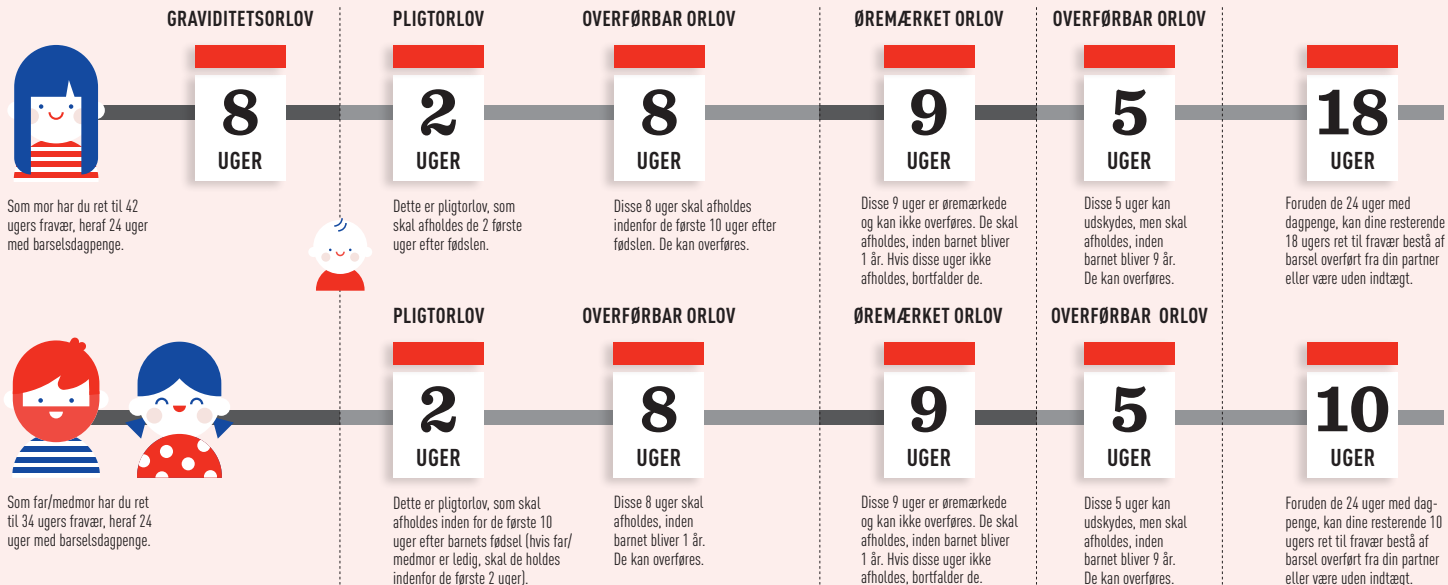 GRAVIDITETSORLOV
8
UGER
PLIGTORLOV
2
UGER
OVERFØRBAR ORLOV
8
UGER
ØREMÆRKET ORLOV
9
UGER
OVERFØRBAR ORLOV
5
UGER
18
UGER
Som mor har du ret til 42
ugers fravær, heraf 24 uger
med barselsdagpenge.
Dette er pligtorlov, som
skal afholdes de 2 første
uger efter fødslen.
Disse 8 uger skal afholdes
indenfor de første 10 uger efter
fødslen. De kan overføres.
Disse 9 uger er øremærkede
og kan ikke overføres. De skal
afholdes, inden barnet bliver
1 år. Hvis disse uger ikke
afholdes, bortfalder de.
Disse 5 uger kan
udskydes, men skal
afholdes, inden
barnet bliver 9 år.
De kan overføres.
Foruden de 24 uger med
dagpenge, kan dine resterende
18 ugers ret til fravær bestå af
barsel overført fra din partner
eller være uden indtægt.
PLIGTORLOV
2
UGER
OVERFØRBAR ORLOV
8
UGER
ØREMÆRKET ORLOV
9
UGER
OVERFØRBAR ORLOV
5
UGER
10
UGER
Som far/medmor har du ret
til 34 ugers fravær, heraf 24
uger med barselsdagpenge.
Dette er pligtorlov, som skal
afholdes inden for de første 10
uger efter barnets fødsel (hvis far/
medmor er ledig, skal de holdes
indenfor de første 2 uger).
Disse 8 uger skal
afholdes, inden
barnet bliver 1 år.
De kan overføres.
Disse 9 uger er øremærkede
og kan ikke overføres. De skal
afholdes, inden barnet bliver
1 år. Hvis disse uger ikke
afholdes, bortfalder de.
Disse 5 uger kan
udskydes, men skal
afholdes, inden
barnet bliver 9 år.
De kan overføres.
Foruden de 24 uger med dag-
penge, kan dine resterende 10
ugers ret til fravær bestå af
barsel overført fra din partner
eller være uden indtægt.